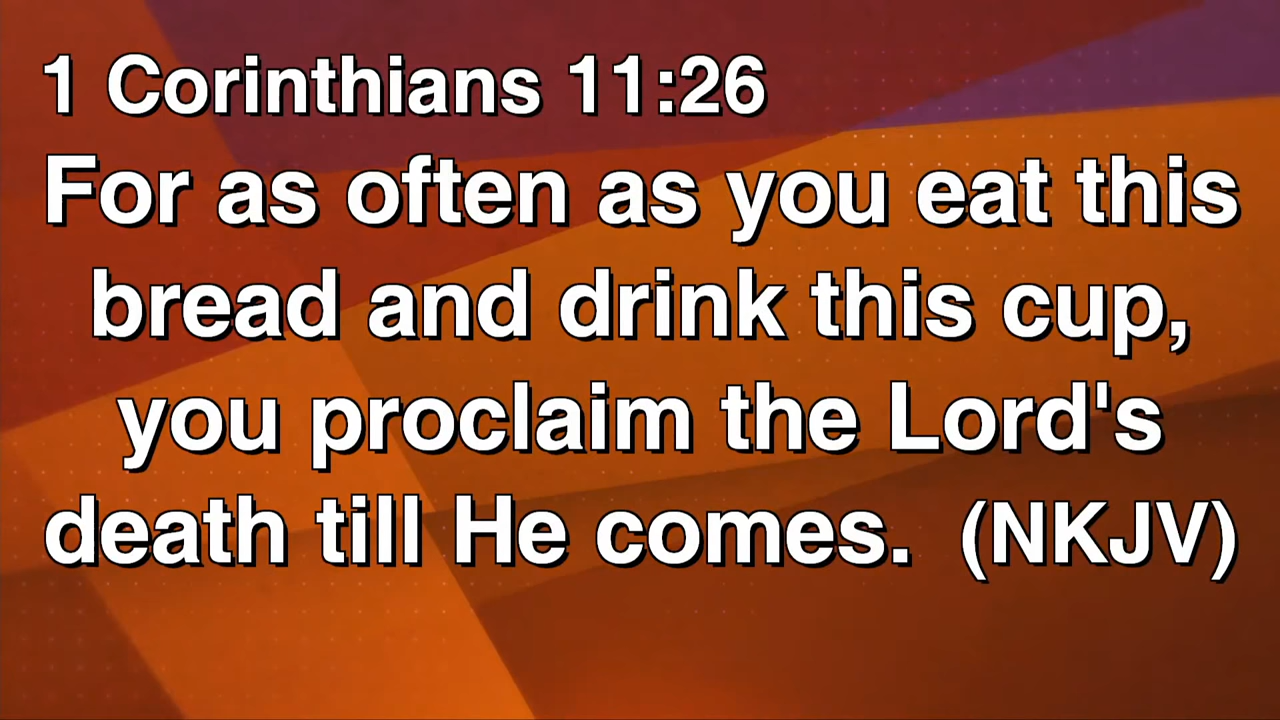 1 Corinthians 11:26
For as often as you eat this
bread and drink this cup,
you proclaim the Lord's
death till He comes. (NKJV)